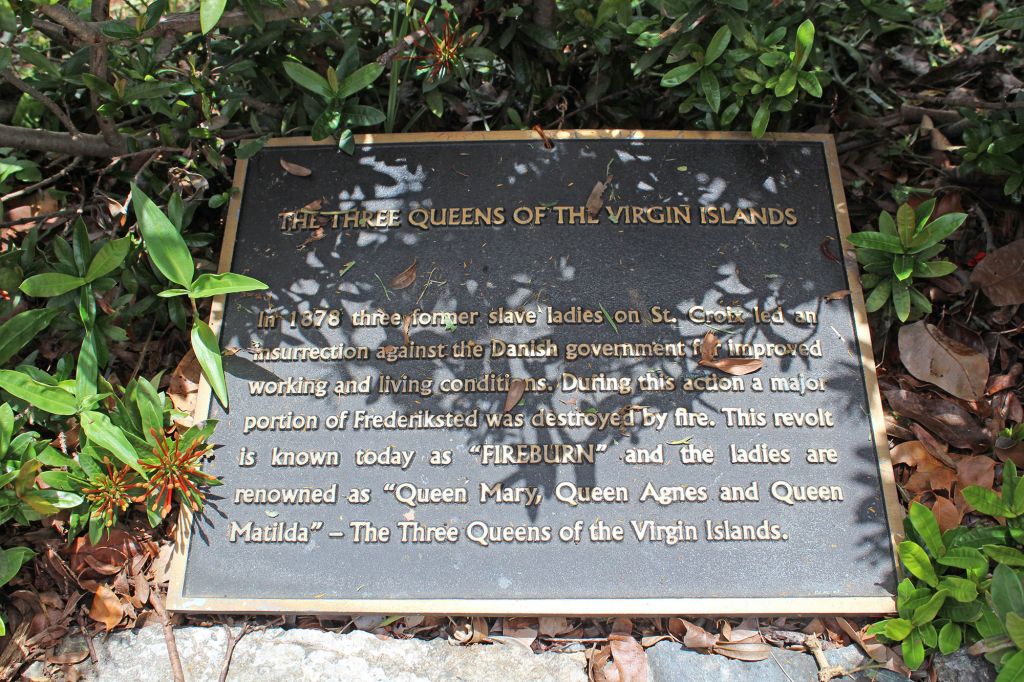 THE THREE QUEENS OF THE VIRGIN ISLANDS
In 1878 three former slave ladies on St. Croix led an
insurrection against the Danish government for improved
working and living conditions. During this action a major
portion of Frederiksted was destroyed by fire. This revolt
is known today as “FIREBURN” and the ladies are
renowned as “Queen Mary, Queen Agnes and Queen
Matilda” – The Three Queens of the Virgin Islands.